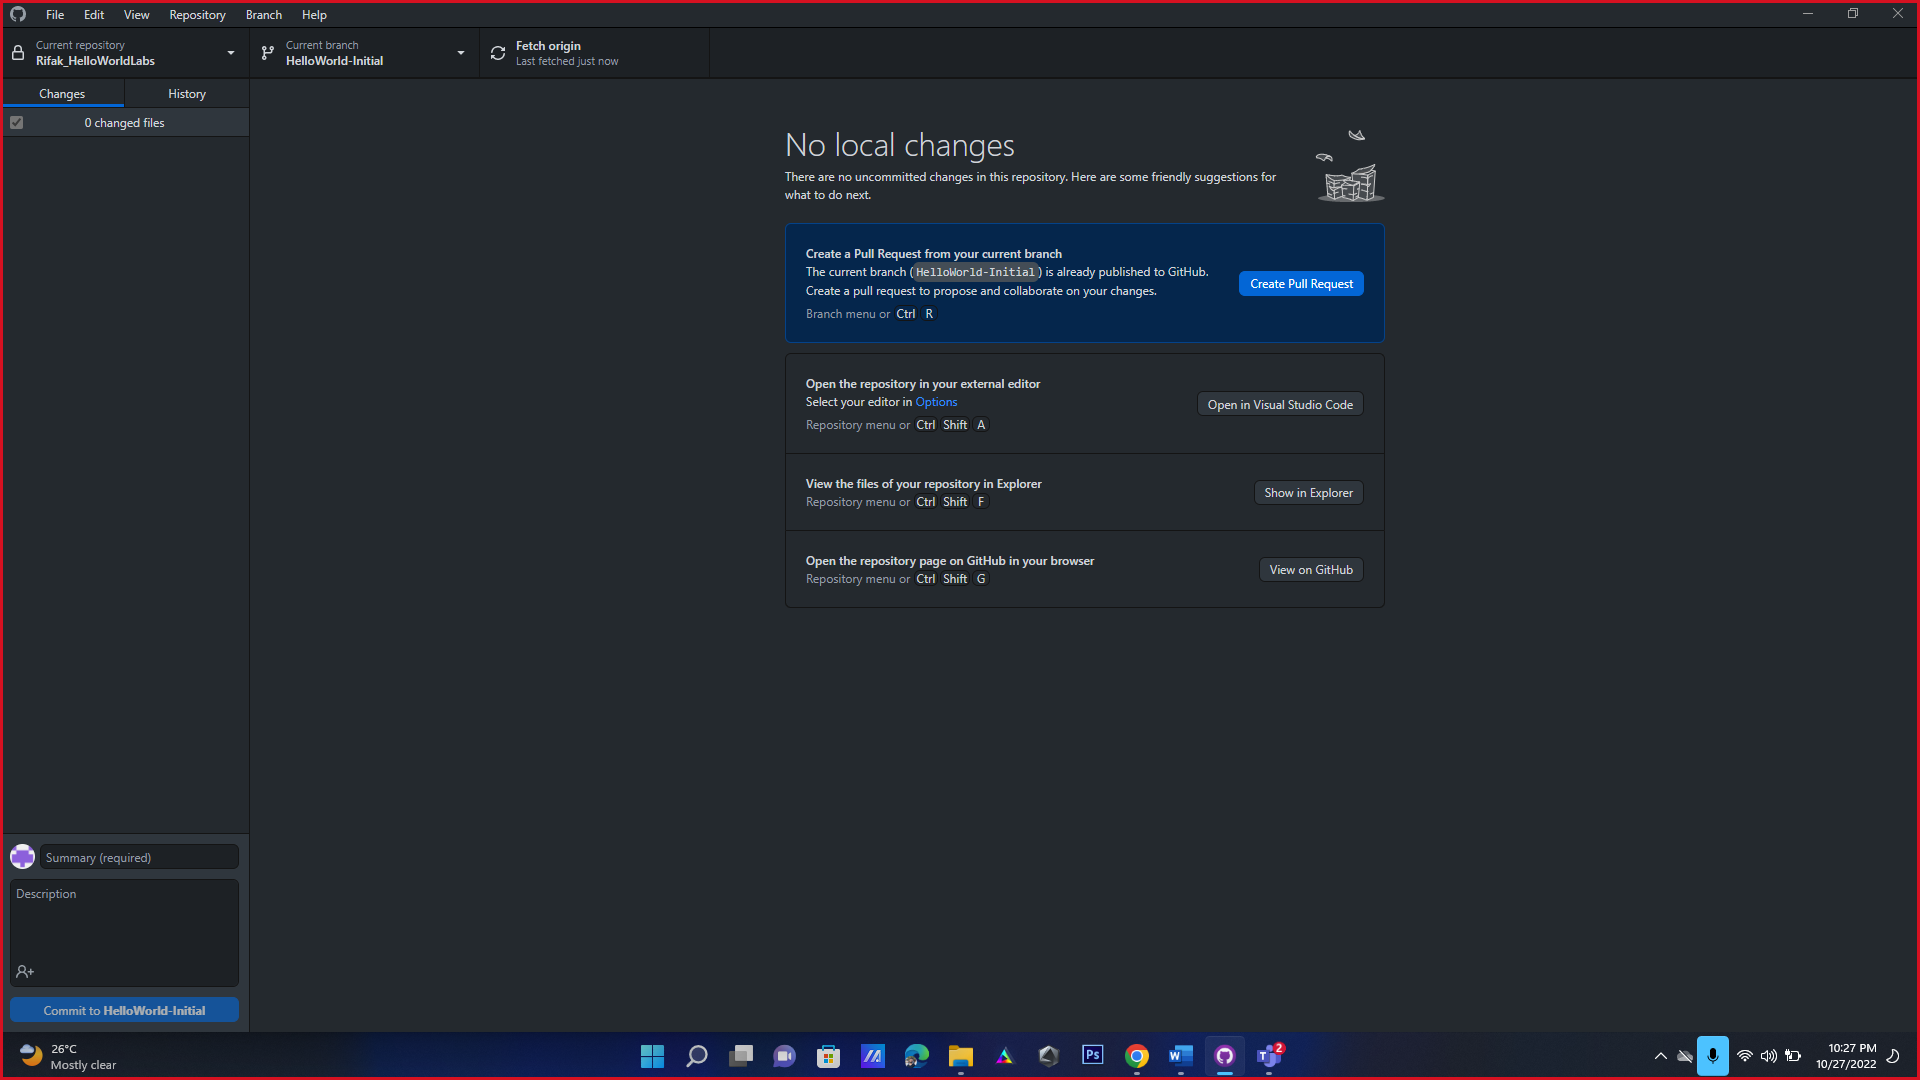 File Edit View Repository Branch Help
Current repository
Rifak_HelloWorldLabs
Current branch
HelloWorld-Initial
Fetch origin
Last fetched just now
Changes
History
0 changed files
No local changes
There are no uncommitted changes in this repository. Here are some friendly suggestions for
what to do next.
Create a Pull Request from your current branch
The current branch (HelloWorld-Initial) is already published to GitHub.
Create a pull request to propose and collaborate on your changes.
Branch menu or Ctrl R
Create Pull Request
Open the repository in your external editor
Select your editor in Options
Repository menu or Ctrl Shift A
Open in Visual Studio Code
View the files of your repository in Explorer
Repository menu or Ctrl Shift F
Show in Explorer
Open the repository page on GitHub in your browser
Repository menu or Ctrl Shift G
View on GitHub
Summary (required)
Description
Commit to HelloWorld-Initial
26°C
Mostly clear
Ps
W
T
2
10:27 PM
10/27/2022